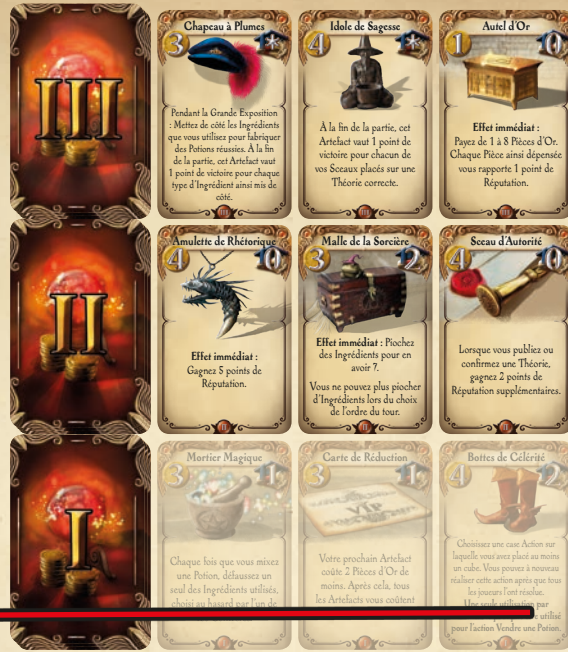 III
Chapeau à Plumes
3
1*
Pendant la Grande Exposition
: Mettez de côté les Ingrédients
que vous utilisez pour fabriquer
des Potions réussies. À la fin
de la partie, cet Artefact vaut
1 point de victoire pour chaque
type d'Ingrédient ainsi mis de
côté.
III
Idole de Sagesse
4
1*
À la fin de la partie, cet
Artefact vaut 1 point de
victoire pour chacun de
vos Sceaux placés sur une
Théorie correcte.
III
Autel d'Or
1
0
Effet immédiat :
Payez de 1 à 8 Pièces d'Or.
Chaque Pièce ainsi dépensée
vous rapporte 1 point de
Réputation.
III
II
Amulette de Rhétorique
4
0
Effet immédiat :
Gagnez 5 points de
Réputation.
Malle de la Sorcière
3
2
Effet immédiat : Piochez
des Ingrédients pour en
avoir 7.
Vous ne pouvez plus piocher
d'Ingrédients lors du choix
de l'ordre du tour.
Sceau d'Autorité
4
0
Lorsque vous publiez ou
confirmez une Théorie,
gagnez 2 points de
Réputation supplémentaires.
I
Mortier Magique
3
1
Chaque fois que vous mixez
une Potion, défaussez un
seul des Ingrédients utilisés,
choisi au hasard par l'un de
Carte de Réduction
3
1
VIP
Votre prochain Artefact
coûte 2 Pièces d'Or de
moins. Après cela, tous
les Artefacts vous coûtent
Bottes de Célérité
4
2
Choisissez une case Action sur
laquelle vous avez placé au moins
un cube. Vous pouvez à nouveau
réaliser cette action après que tous
les joueurs l'ont résolue.
Une seule utilisation par
utilisé
pour l'action Vendre une Potion.